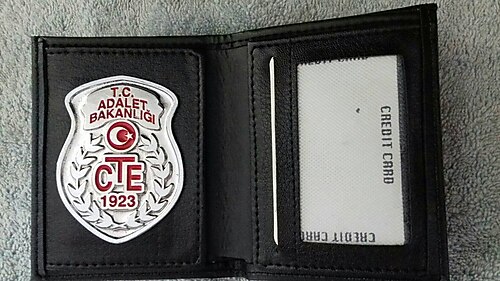 T.C.
ADALET
BAKANLIĞI
CTE
1923
CREDIT CARD
CREDIT CARD